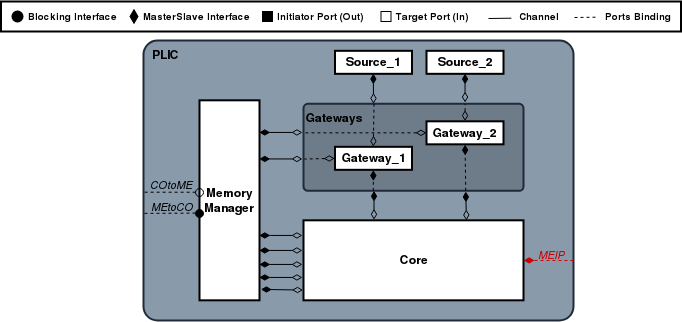 Blocking Interface MasterSlave Interface Initiator Port (Out) Target Port (In) Channel Ports Binding
PLIC
Source_1 Source_2
Gateways
Gateway_2
Gateway_1
COtoME
Memory
Manager
MEtoCO
Core
MEIP